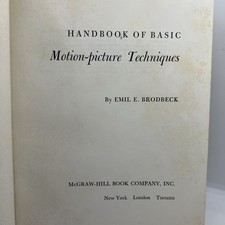 HANDBOOK OF BASIC
Motion-picture Techniques
By EMIL E. BRODBECK
McGRAW-HILL BOOK COMPANY, INC.
New York London Toronto